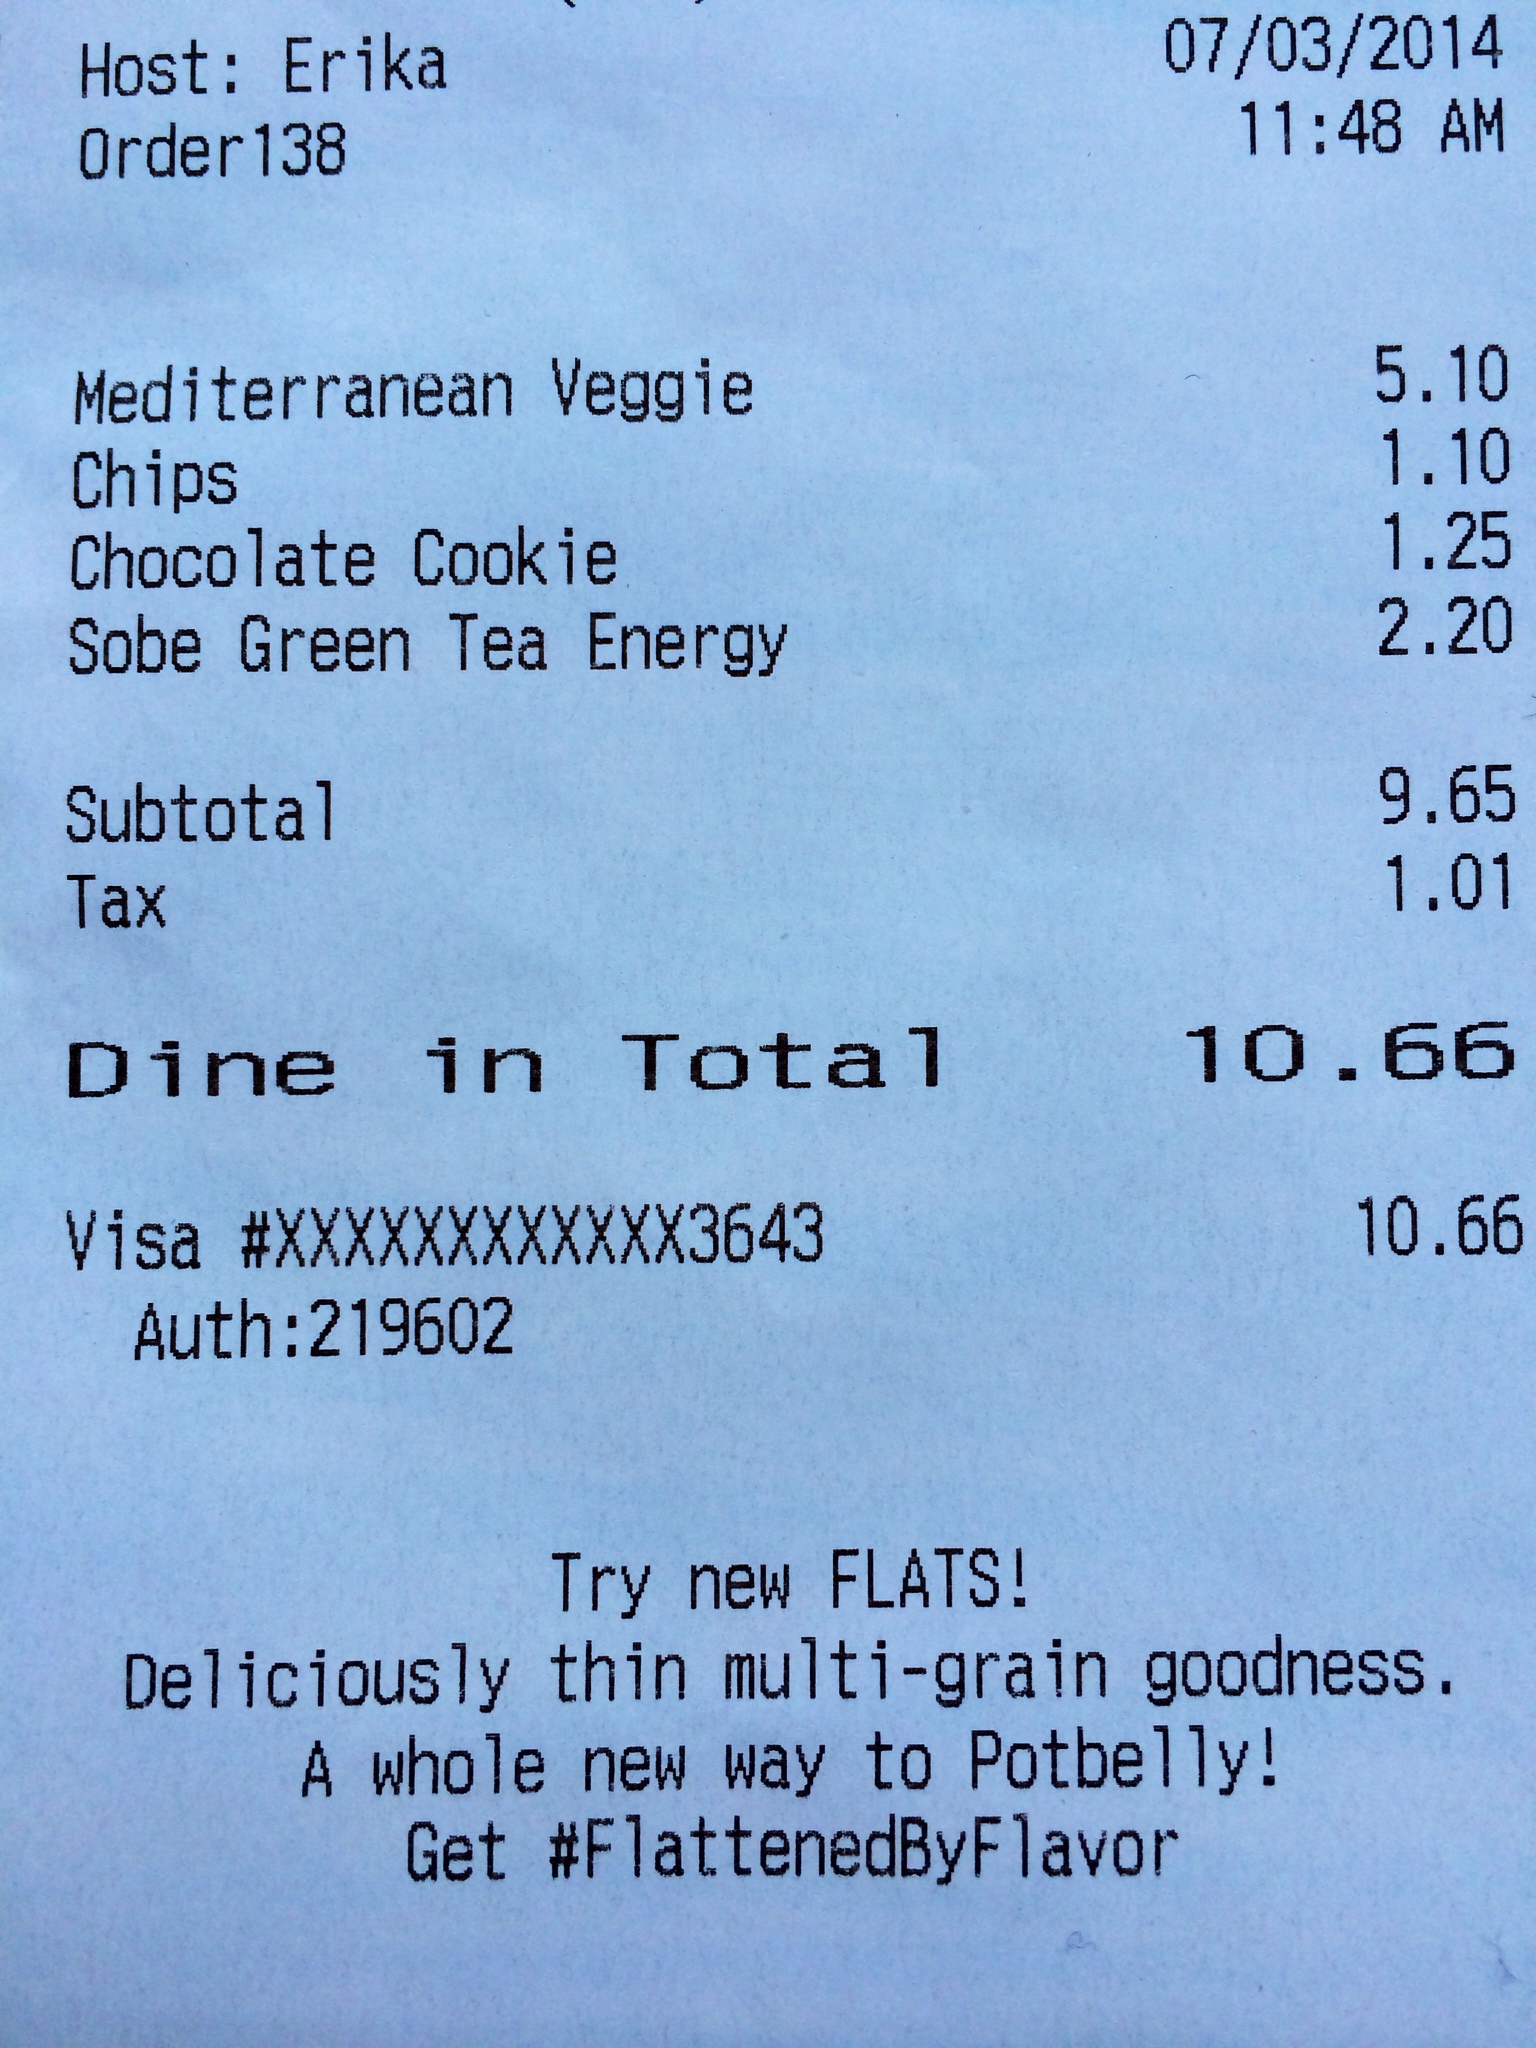 Host: Erika 07/03/2014
Order138 11:48 AM
Mediterranean Veggie 5.10
Chips 1.10
Chocolate Cookie 1.25
Sobe Green Tea Energy 2.20
Subtotal 9.65
Tax 1.01
Dine in Total 10.66
Visa #XXXXXXXXXXXX3643 10.66
Auth:219602
Try new FLATS!
Deliciously thin multi-grain goodness.
A whole new way to Potbelly!
Get #FlattenedByFlavor